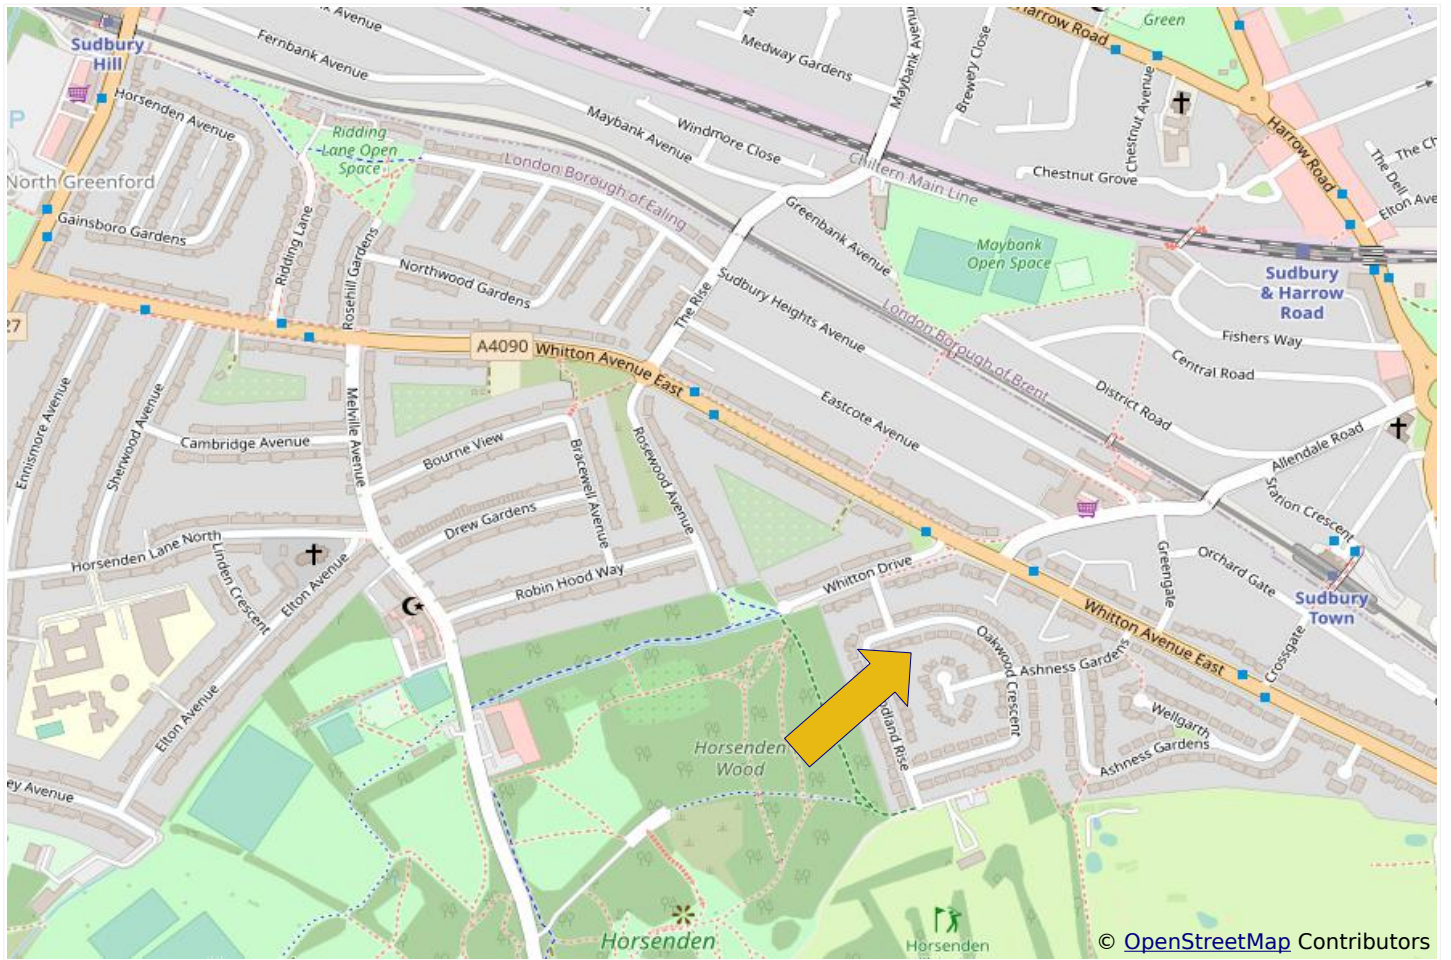 Sudbury
Hill
Fernbank Avenue
k Avenue
Medway Gardens
Maybank Avenue
Brewery Close
Harrow Road
Green
Chestnut Avenue
Harrow Road
The Dell
The Ch
Elton Ave
Horsenden Avenue
P
North Greenford
Gainsboro Gardens
Ridding
Lane Open
Space
Ridding Lane
Rosehill Gardens
Maybank Avenue
Windmore Close
London Borough of Ealing
Chiltern Main Line
Chestnut Grove
Greenbank Avenue
Maybank
Open Space
Sudbury
& Harrow
Road
Northwood Gardens
The Rise
Sudbury Heights Avenue
London Borough of Brent
Fishers Way
Central Road
District Road
27
A4090
Whitton Avenue East
Ennismore Avenue
Sherwood Avenue
Melville Avenue
Cambridge Avenue
Bourne View
Bracewell Avenue
Rosewood Avenue
Eastcote Avenue
Allendale Road
Station Crescent
Drew Gardens
Horsenden Lane North
Linden Crescent
Elton Avenue
Robin Hood Way
Whitton Drive
Greengate
Orchard Gate
Sudbury
Town
Whitton Avenue East
Crossgate
Oakwood Crescent
Ashness Gardens
Elton Avenue
dland Rise
Wellgarth
Ashness Gardens
Horsenden
Wood
ey Avenue
Horsenden
Horsenden
© OpenStreetMap Contributors